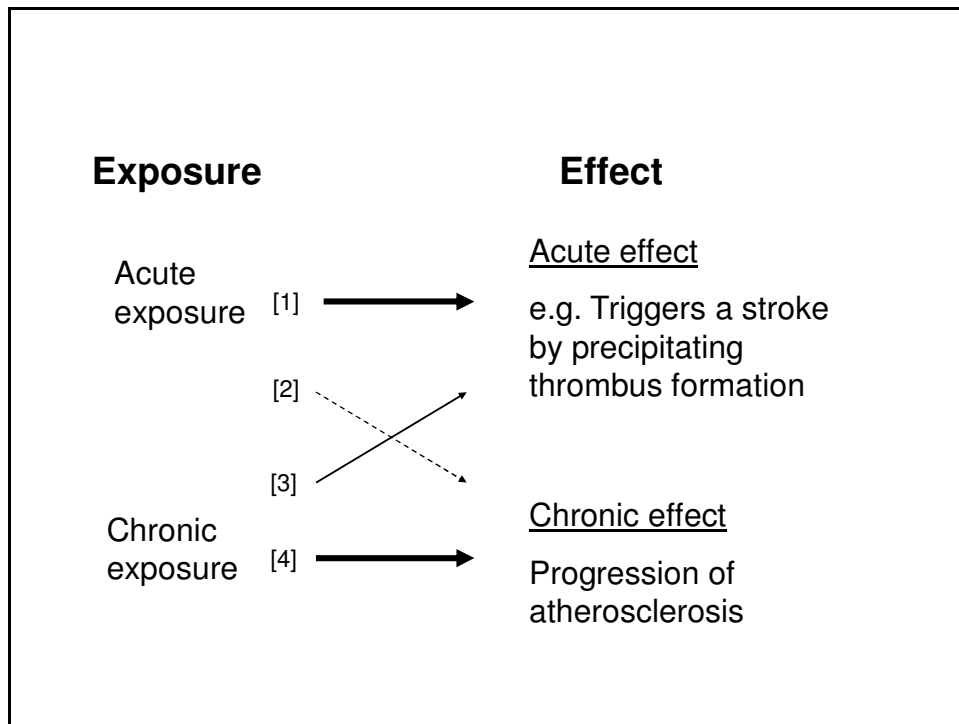 Exposure
Effect
Acute
exposure
[1]
Acute effect
e.g. Triggers a stroke
by precipitating
thrombus formation
[2]
[3]
Chronic
exposure
[4]
Chronic effect
Progression of
atherosclerosis